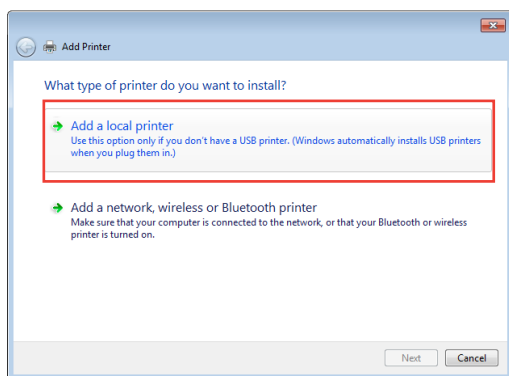 Add Printer
What type of printer do you want to install?
Add a local printer
Use this option only if you don't have a USB printer. (Windows automatically installs USB printers
when you plug them in.)
Add a network, wireless or Bluetooth printer
Make sure that your computer is connected to the network, or that your Bluetooth or wireless
printer is turned on.
Next Cancel